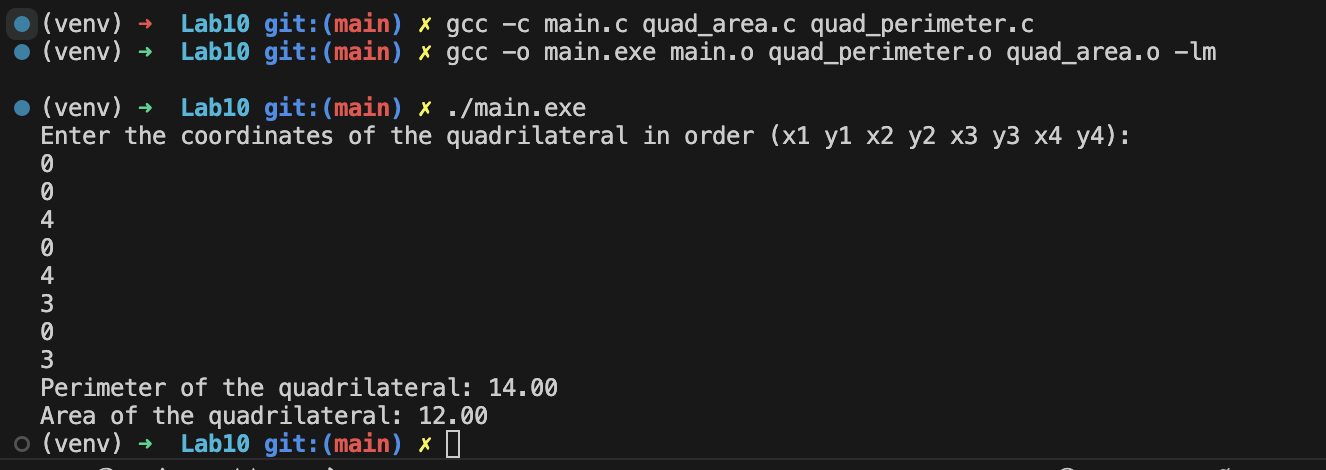 (venv) ➜ Lab10 git:(main) ✗ gcc -c main.c quad_area.c quad_perimeter.c
(venv) ➜ Lab10 git:(main) ✗ gcc -o main.exe main.o quad_perimeter.o quad_area.o -lm
(venv) ➜ Lab10 git:(main) ✗ ./main.exe
Enter the coordinates of the quadrilateral in order (x1 y1 x2 y2 x3 y3 x4 y4):
0
0
4
0
4
3
0
3
Perimeter of the quadrilateral: 14.00
Area of the quadrilateral: 12.00
(venv) ➜ Lab10 git:(main) ✗